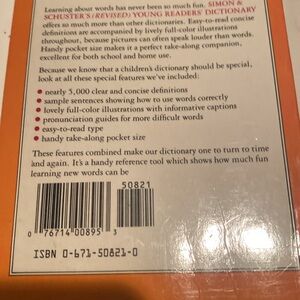 Learning about words has never been so much fun. SIMON &
SCHUSTER'S (REVISED) YOUNG READERS' DICTIONARY
offers so much more than other dictionaries. Easy-to-read concise
definitions are accompanied by lovely full-color illustrations
throughout, because pictures can often speak louder than words.
Handy pocket size makes it a perfect take-along companion,
excellent for both school and home use.
Because we know that a children's dictionary should be special,
look at all these special features we've included:
• nearly 5,000 clear and concise definitions
• sample sentences showing how to use words correctly
• lovely full-color illustrations with informative captions
• pronunciation guides for more difficult words
• easy-to-read type
• handy take-along pocket size
These features combined make our dictionary one to turn to time
and again. It's a handy reference tool which shows how much fun
learning new words can be
50821
0 76714 00895 3
ISBN 0-671-50821-0